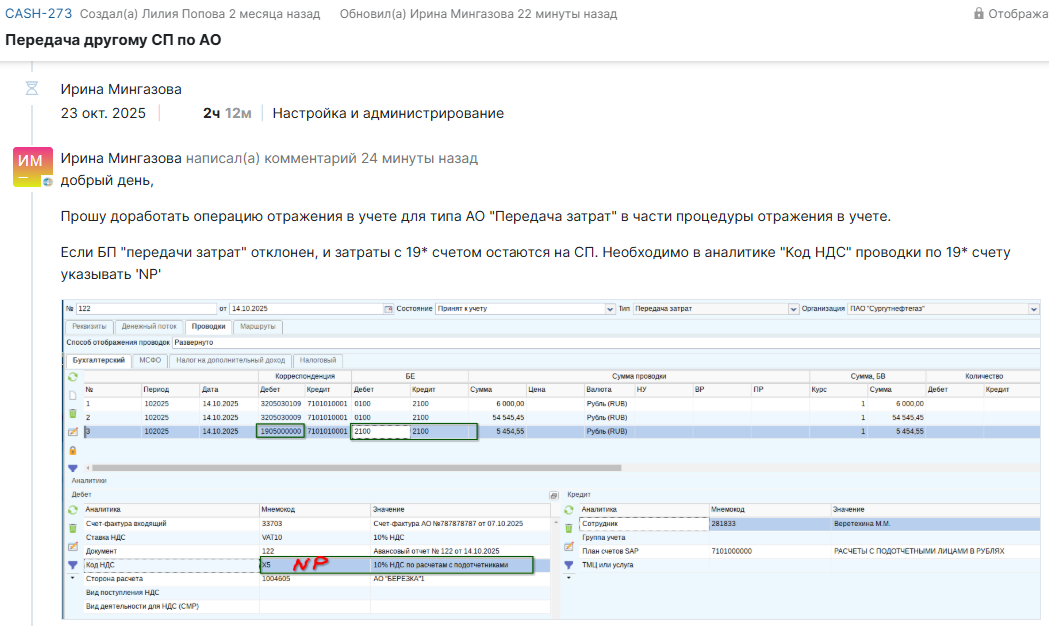 CASH-273 Создал(а) Лилия Попова 2 месяца назад Обновил(а) Ирина Мингазова 22 минуты назад Отобража
Передача другому СП по АО
Ирина Мингазова
23 окт. 2025 2ч 12м Настройка и администрирование
ИМ
Ирина Мингазова написал(а) комментарий 24 минуты назад
добрый день,
Прошу доработать операцию отражения в учете для типа АО "Передача затрат" в части процедуры отражения в учете.
Если БП "передачи затрат" отклонен, и затраты с 19* счетом остаются на СП. Необходимо в аналитике "Код НДС" проводки по 19* счету
указывать 'NP'
№ 122 от 14.10.2025 Состояние Принят к учету Тип Передача затрат Организация ПАО "Сургутнефтегаз"
Реквизиты Денежный поток Проводки Маршруты
Способ отображения проводок Развернуто
Бухгалтерский МСФО Налог на дополнительный доход Налоговый
Корреспонденция БЕ Сумма проводки Сумма, БВ Количество
№ Период Дата Дебет Кредит Дебет Кредит Сумма Цена Валюта НУ ВР ПР Курс Сумма Дебет Кредит
1 102025 14.10.2025 3205030109 7101010001 0100 2100 6 000,00 Рубль (RUB) 1 6 000,00
2 102025 14.10.2025 3205030009 7101010001 0100 2100 54 545,45 Рубль (RUB) 1 54 545,45
3 102025 14.10.2025 1905000000 7101010001 2100 2100 5 454,55 Рубль (RUB) 1 5 454,55
Аналитики
Дебет Кредит
Аналитика Мнемокод Значение Аналитика Мнемокод Значение
Счет-фактура входящий 33703 Счет-фактура АО №787878787 от 07.10.2025 Сотрудник 281833 Веретехина М.М.
Ставка НДС VAT10 10% НДС Группа учета
Документ 122 Авансовый отчет № 122 от 14.10.2025 План счетов SAP 7101000000 РАСЧЕТЫ С ПОДОТЧЕТНЫМИ ЛИЦАМИ В РУБЛЯХ
Код НДС X5 NP 10% НДС по расчетам с подотчетниками ТМЦ или услуга
Сторона расчета 1004605 АО "БЕРЕЗКА"1
Вид поступления НДС
Вид деятельности для НДС (СМР)